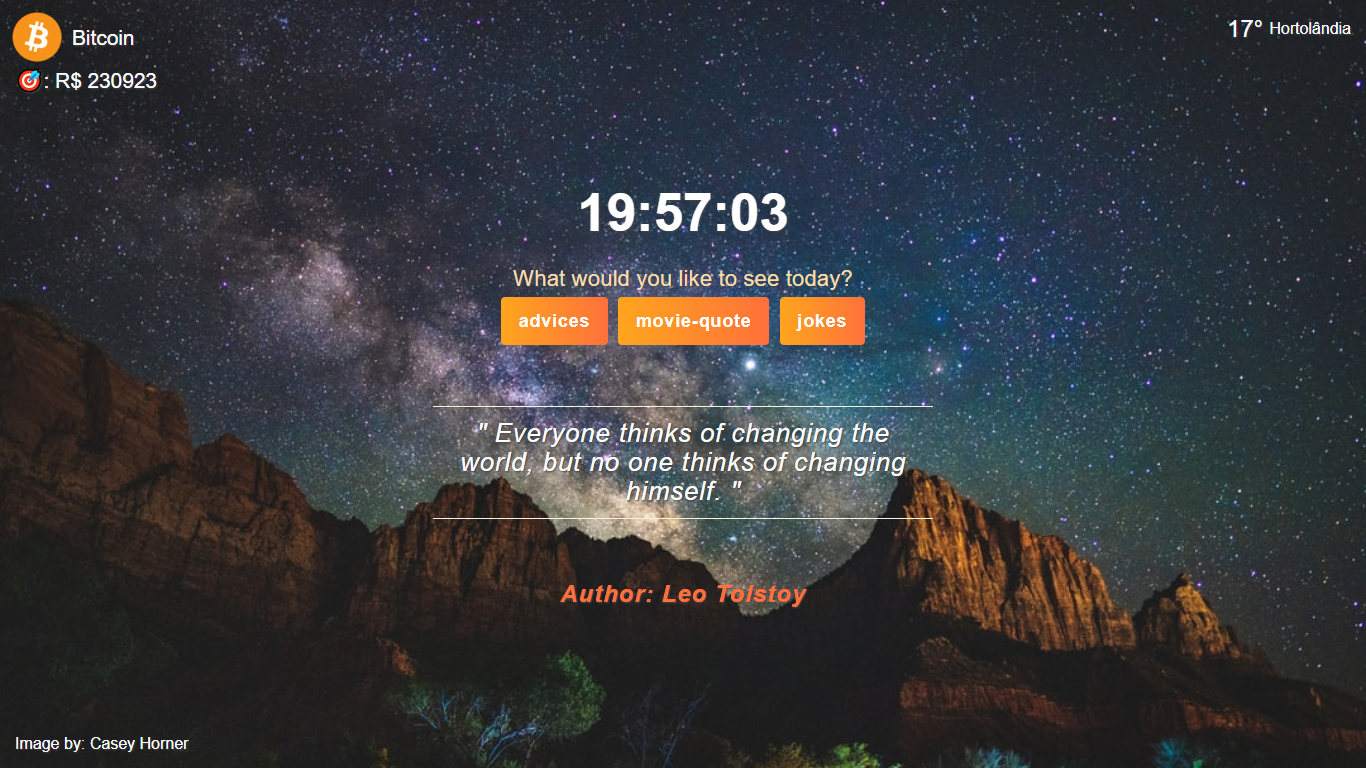 Bitcoin
17° Hortolândia
🎯: R$ 230923
19:57:03
What would you like to see today?
advices movie-quote jokes
" Everyone thinks of changing the
world, but no one thinks of changing
himself. "
Author: Leo Tolstoy
Image by: Casey Horner